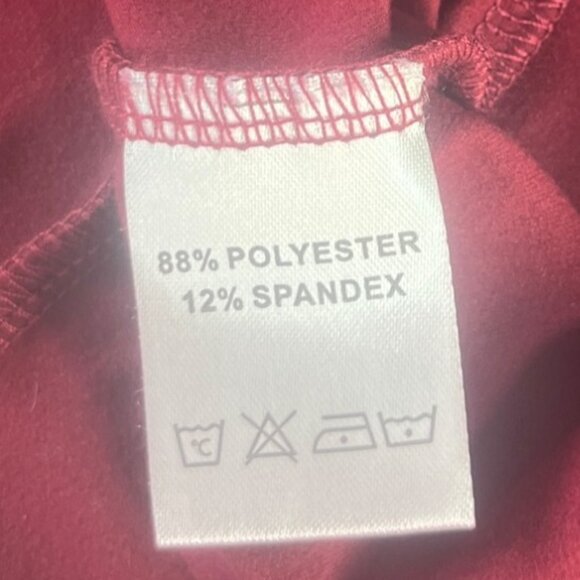 88% POLYESTER
12% SPANDEX
°C